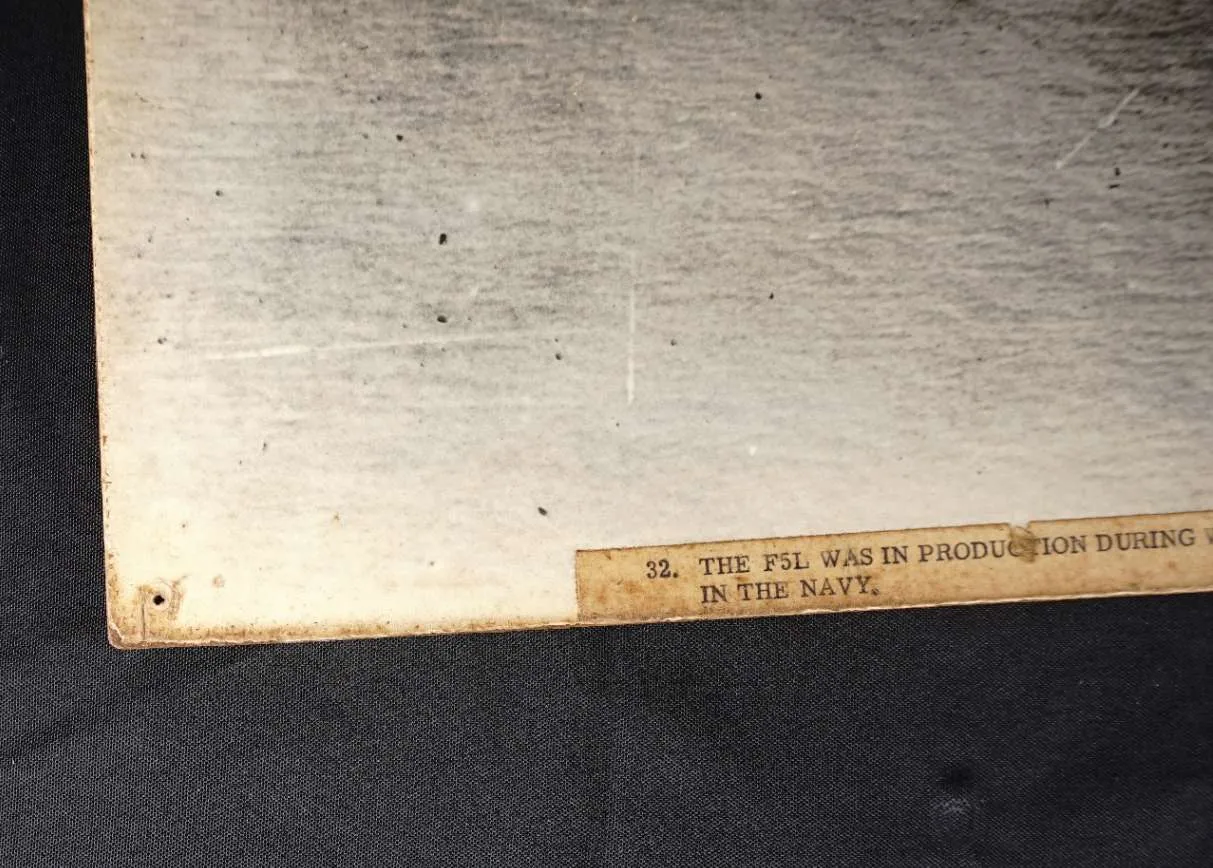 32. THE F5L WAS IN PRODUCTION DURING
IN THE NAVY.